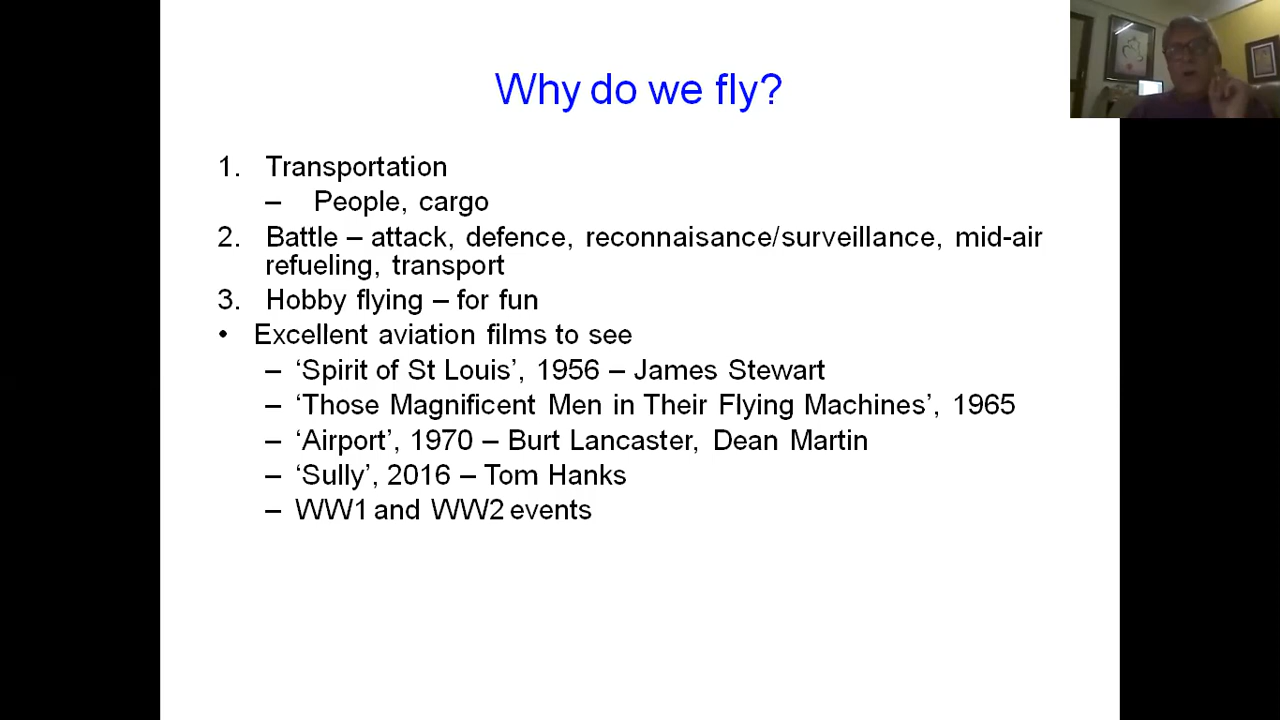 Why do we fly?
1. Transportation
– People, cargo
2. Battle – attack, defence, reconnaisance/surveillance, mid-air
refueling, transport
3. Hobby flying – for fun
• Excellent aviation films to see
– ‘Spirit of St Louis’, 1956 – James Stewart
– ‘Those Magnificent Men in Their Flying Machines’, 1965
– ‘Airport’, 1970 – Burt Lancaster, Dean Martin
– ‘Sully’, 2016 – Tom Hanks
– WW1 and WW2 events